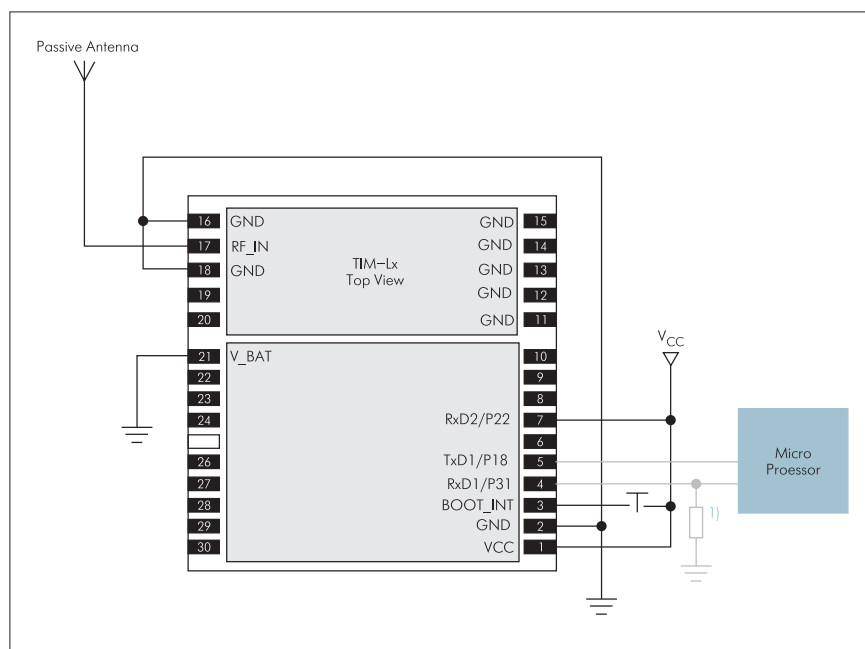 Passive Antenna
16 GND GND 15
17 RF_IN GND 14
TIM–Lx
Top View
18 GND GND 13
19 GND 12
20 GND 11
VCC
21 V_BAT 10
22 9
23 8
24 RxD2/P22 7
6
26 TxD1/P18 5
27 RxD1/P31 4
28 BOOT_INT 3
29 GND 2
30 VCC 1
Micro
Proessor
1)